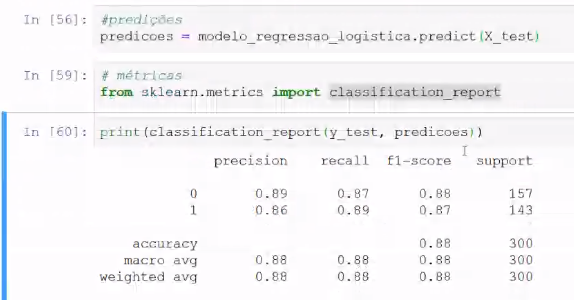 In [56]: #predições
predicoes = modelo_regressao_logistica.predict(X_test)
In [59]: # métricas
from sklearn.metrics import classification_report
In [60]: print(classification_report(y_test, predicoes))
precision recall f1-score support
0 0.89 0.87 0.88 157
1 0.86 0.89 0.87 143
accuracy 0.88 300
macro avg 0.88 0.88 0.88 300
weighted avg 0.88 0.88 0.88 300